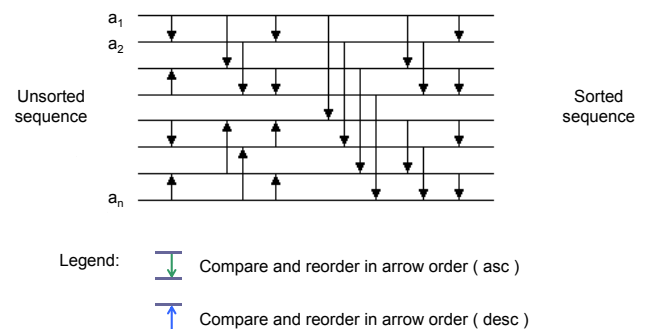 a1
a2
Unsorted
sequence
Sorted
sequence
an
Legend:
Compare and reorder in arrow order ( asc )
Compare and reorder in arrow order ( desc )